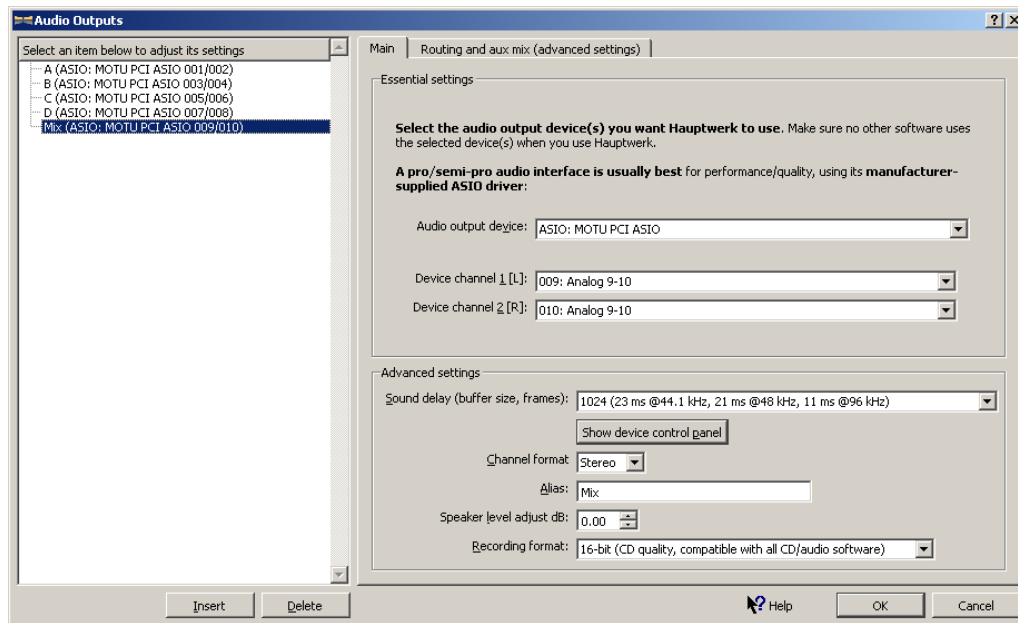 Audio Outputs
Select an item below to adjust its settings
A (ASIO: MOTU PCI ASIO 001/002)
B (ASIO: MOTU PCI ASIO 003/004)
C (ASIO: MOTU PCI ASIO 005/006)
D (ASIO: MOTU PCI ASIO 007/008)
Mix (ASIO: MOTU PCI ASIO 009/010)
Insert
Delete
Main
Routing and aux mix (advanced settings)
Essential settings
Select the audio output device(s) you want Hauptwerk to use. Make sure no other software uses
the selected device(s) when you use Hauptwerk.
A pro/semi-pro audio interface is usually best for performance/quality, using its manufacturer-
supplied ASIO driver:
Audio output device: ASIO: MOTU PCI ASIO
Device channel 1 [L]: 009: Analog 9-10
Device channel 2 [R]: 010: Analog 9-10
Advanced settings
Sound delay (buffer size, frames): 1024 (23 ms @44.1 kHz, 21 ms @48 kHz, 11 ms @96 kHz)
Show device control panel
Channel format Stereo
Alias: Mix
Speaker level adjust dB: 0.00
Recording format: 16-bit (CD quality, compatible with all CD/audio software)
Help
OK
Cancel